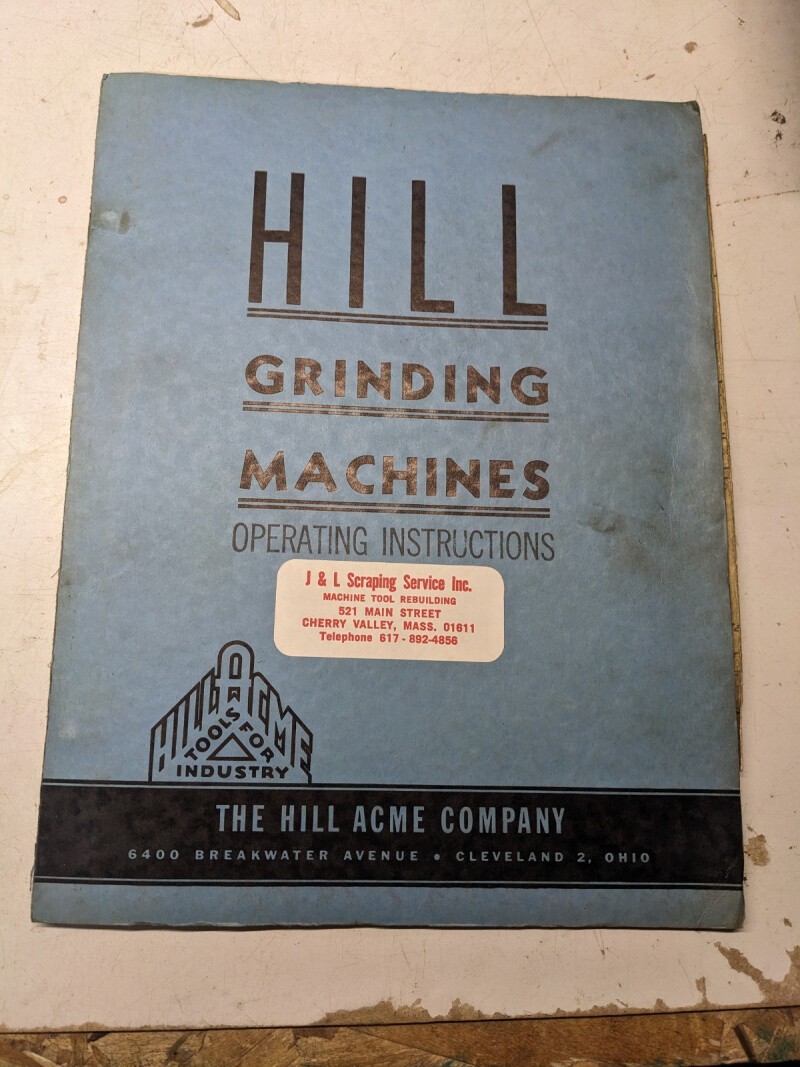 HILL
GRINDING
MACHINES
OPERATING INSTRUCTIONS
J & L Scraping Service Inc.
MACHINE TOOL REBUILDING
521 MAIN STREET
CHERRY VALLEY, MASS. 01611
Telephone 617-892-4856
HILL ACME
TOOLS FOR
INDUSTRY
THE HILL ACME COMPANY
6400 BREAKWATER AVENUE • CLEVELAND 2, OHIO